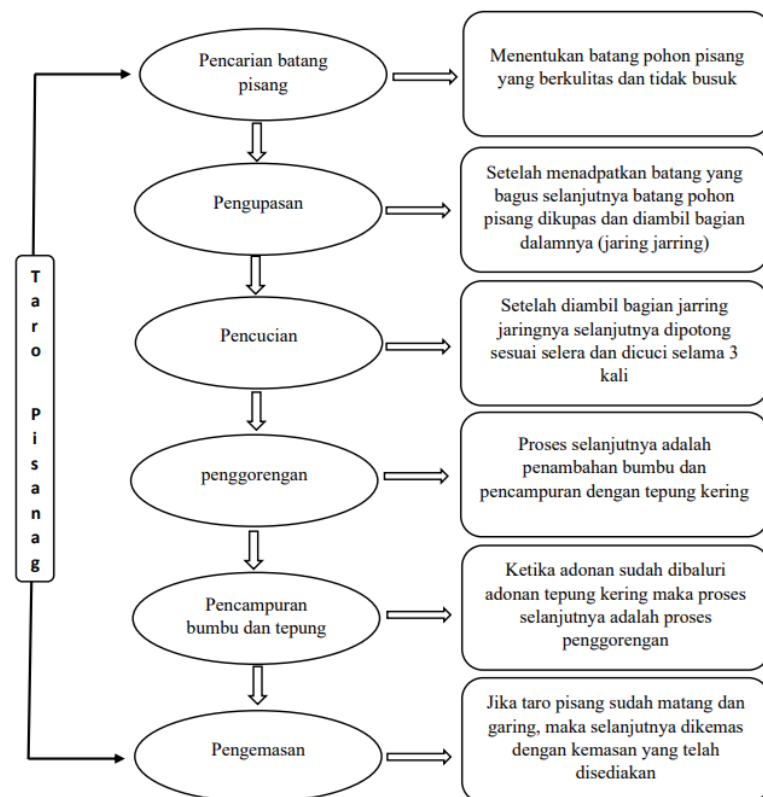 Pencarian batang
pisang
Menentukan batang pohon pisang
yang berkulitas dan tidak busuk
Pengupasan
Setelah menadpatkan batang yang
bagus selanjutnya batang pohon
pisang dikupas dan diambil bagian
dalamnya (jaring jarring)
Taro Pisanag
Pencucian
Setelah diambil bagian jarring
jaringnya selanjutnya dipotong
sesuai selera dan dicuci selama 3
kali
penggorengan
Proses selanjutnya adalah
penambahan bumbu dan
pencampuran dengan tepung kering
Pencampuran
bumbu dan tepung
Ketika adonan sudah dibaluri
adonan tepung kering maka proses
selanjutnya adalah proses
penggorengan
Pengemasan
Jika taro pisang sudah matang dan
garing, maka selanjutnya dikemas
dengan kemasan yang telah
disediakan